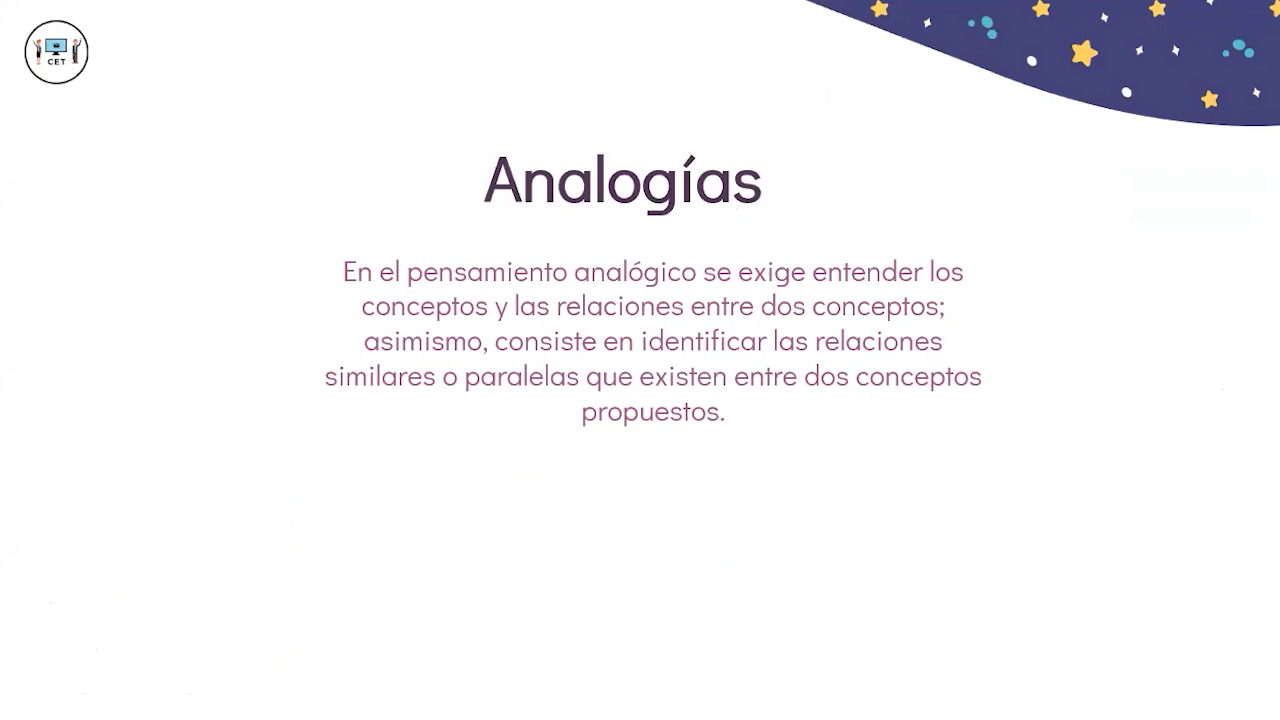 CET
Analogías
En el pensamiento analógico se exige entender los
conceptos y las relaciones entre dos conceptos;
asimismo, consiste en identificar las relaciones
similares o paralelas que existen entre dos conceptos
propuestos.